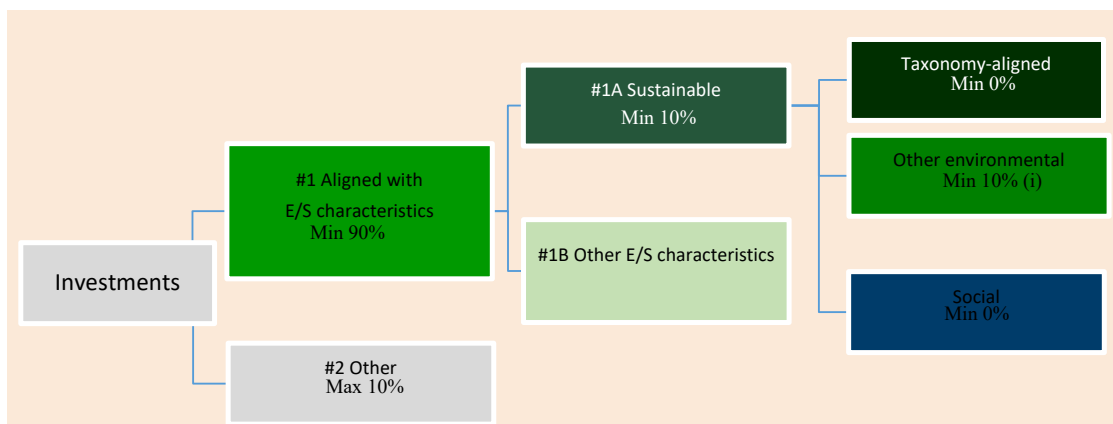 Investments
#1 Aligned with
E/S characteristics
Min 90%
#2 Other
Max 10%
#1A Sustainable
Min 10%
#1B Other E/S characteristics
Taxonomy-aligned
Min 0%
Other environmental
Min 10% (i)
Social
Min 0%